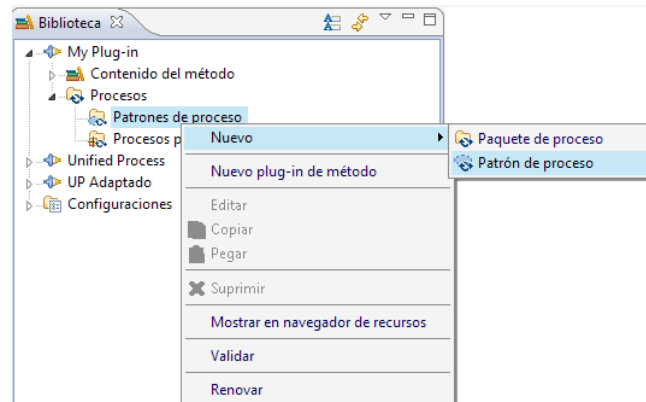 Biblioteca
My Plug-in
Contenido del método
Procesos
Patrones de proceso
Procesos p
Unified Process
UP Adaptado
Configuraciones
Nuevo
Nuevo plug-in de método
Editar
Copiar
Pegar
Suprimir
Mostrar en navegador de recursos
Validar
Renovar
Paquete de proceso
Patrón de proceso